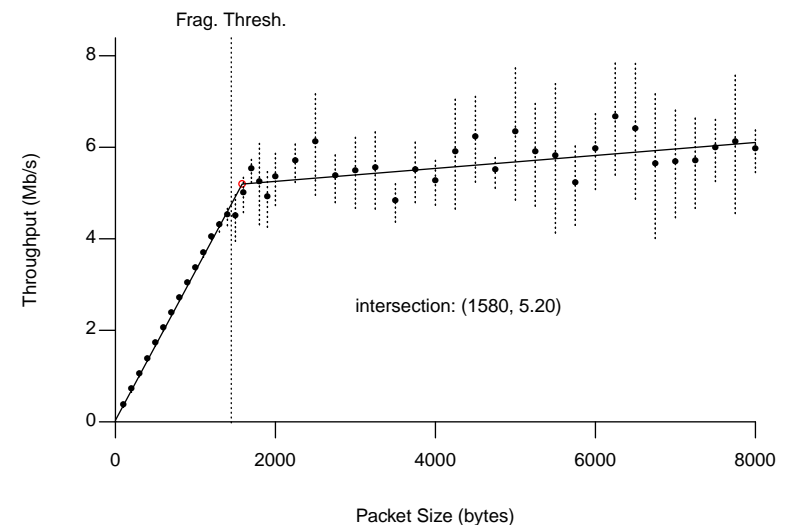 Frag. Thresh.
8
6
4
2
0
Throughput (Mb/s)
intersection: (1580, 5.20)
0 2000 4000 6000 8000
Packet Size (bytes)